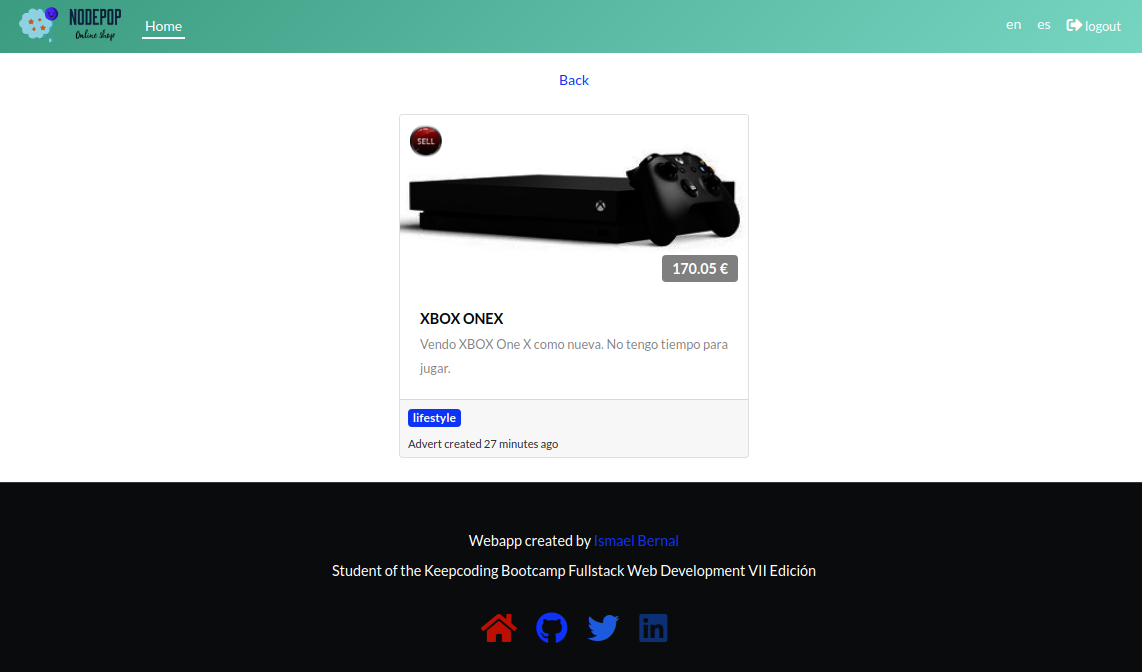 NODEPOP
Online shop
Home
en es logout
Back
SELL
170.05 €
XBOX ONEX
Vendo XBOX One X como nueva. No tengo tiempo para
jugar.
lifestyle
Advert created 27 minutes ago
Webapp created by Ismael Bernal
Student of the Keepcoding Bootcamp Fullstack Web Development VII Edición
in